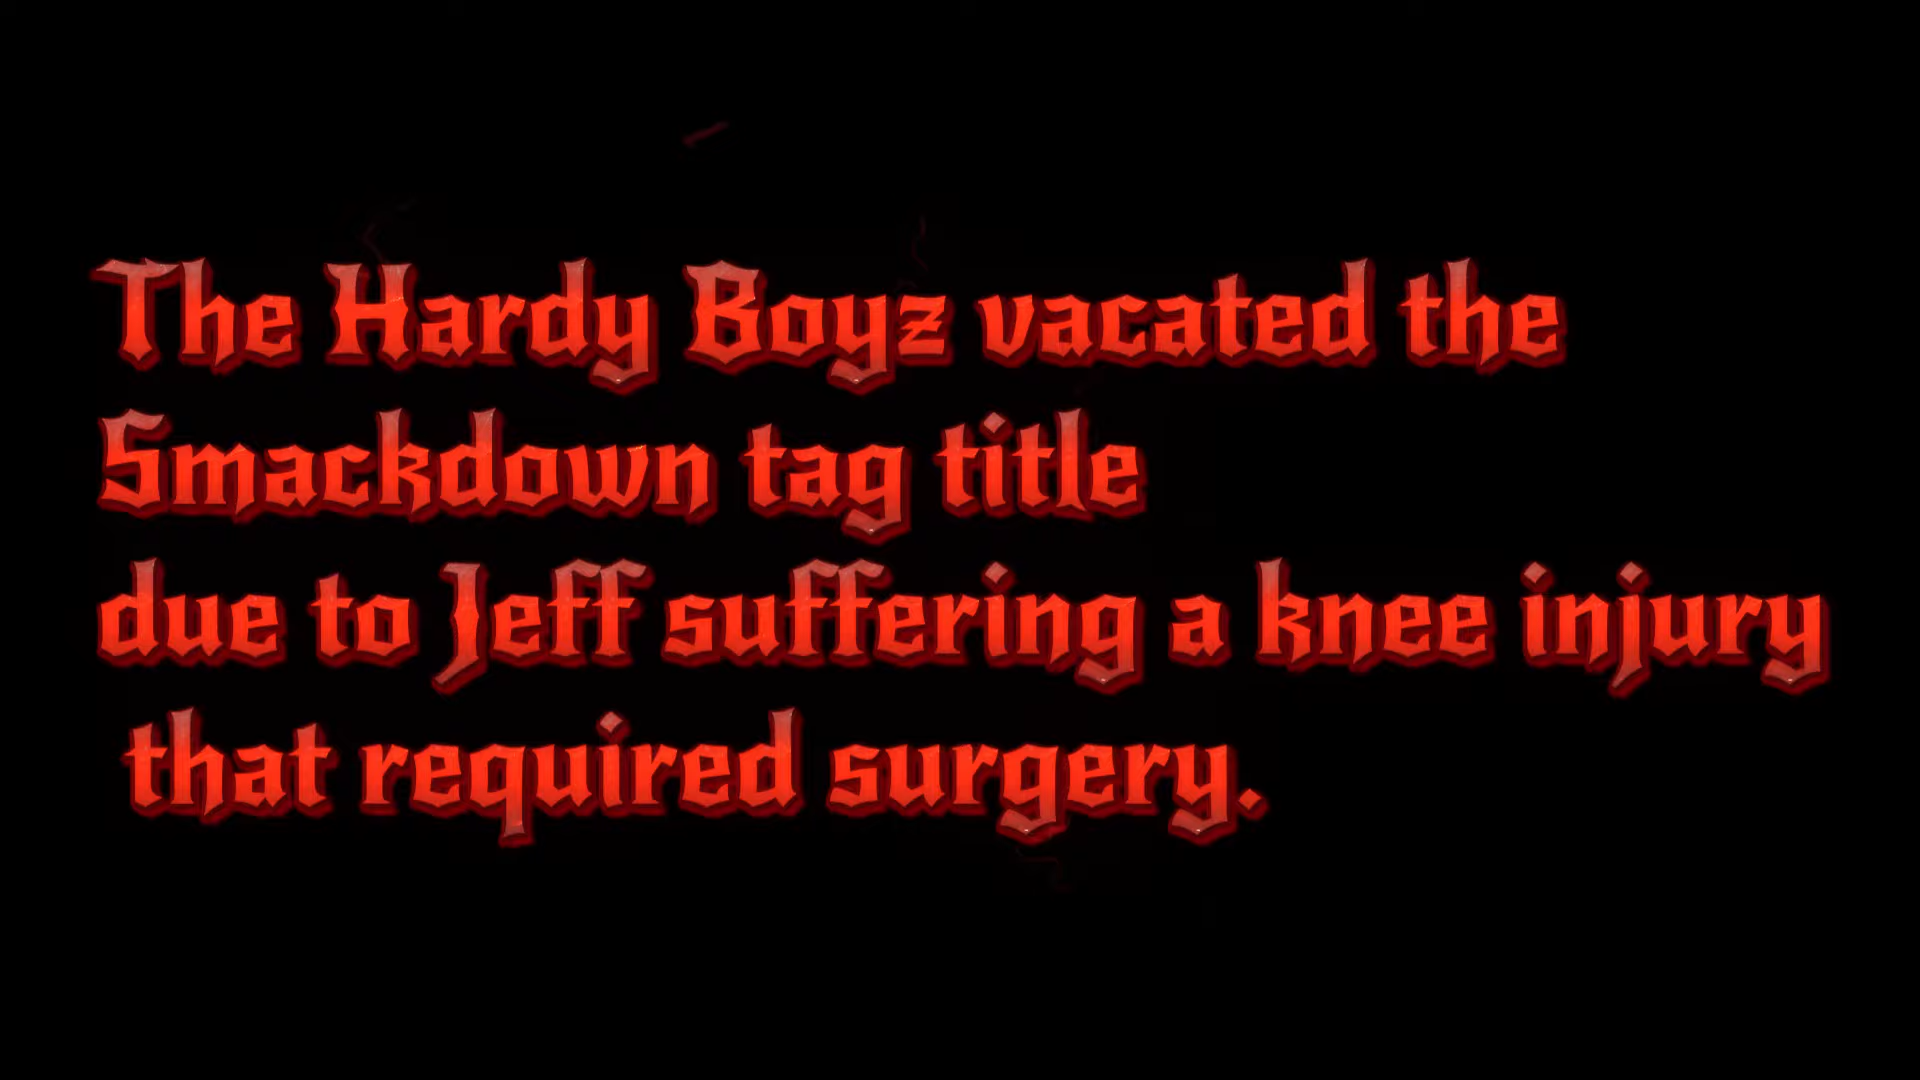 The Hardy Boyz vacated the
Smackdown tag title
due to Jeff suffering a knee injury
that required surgery.